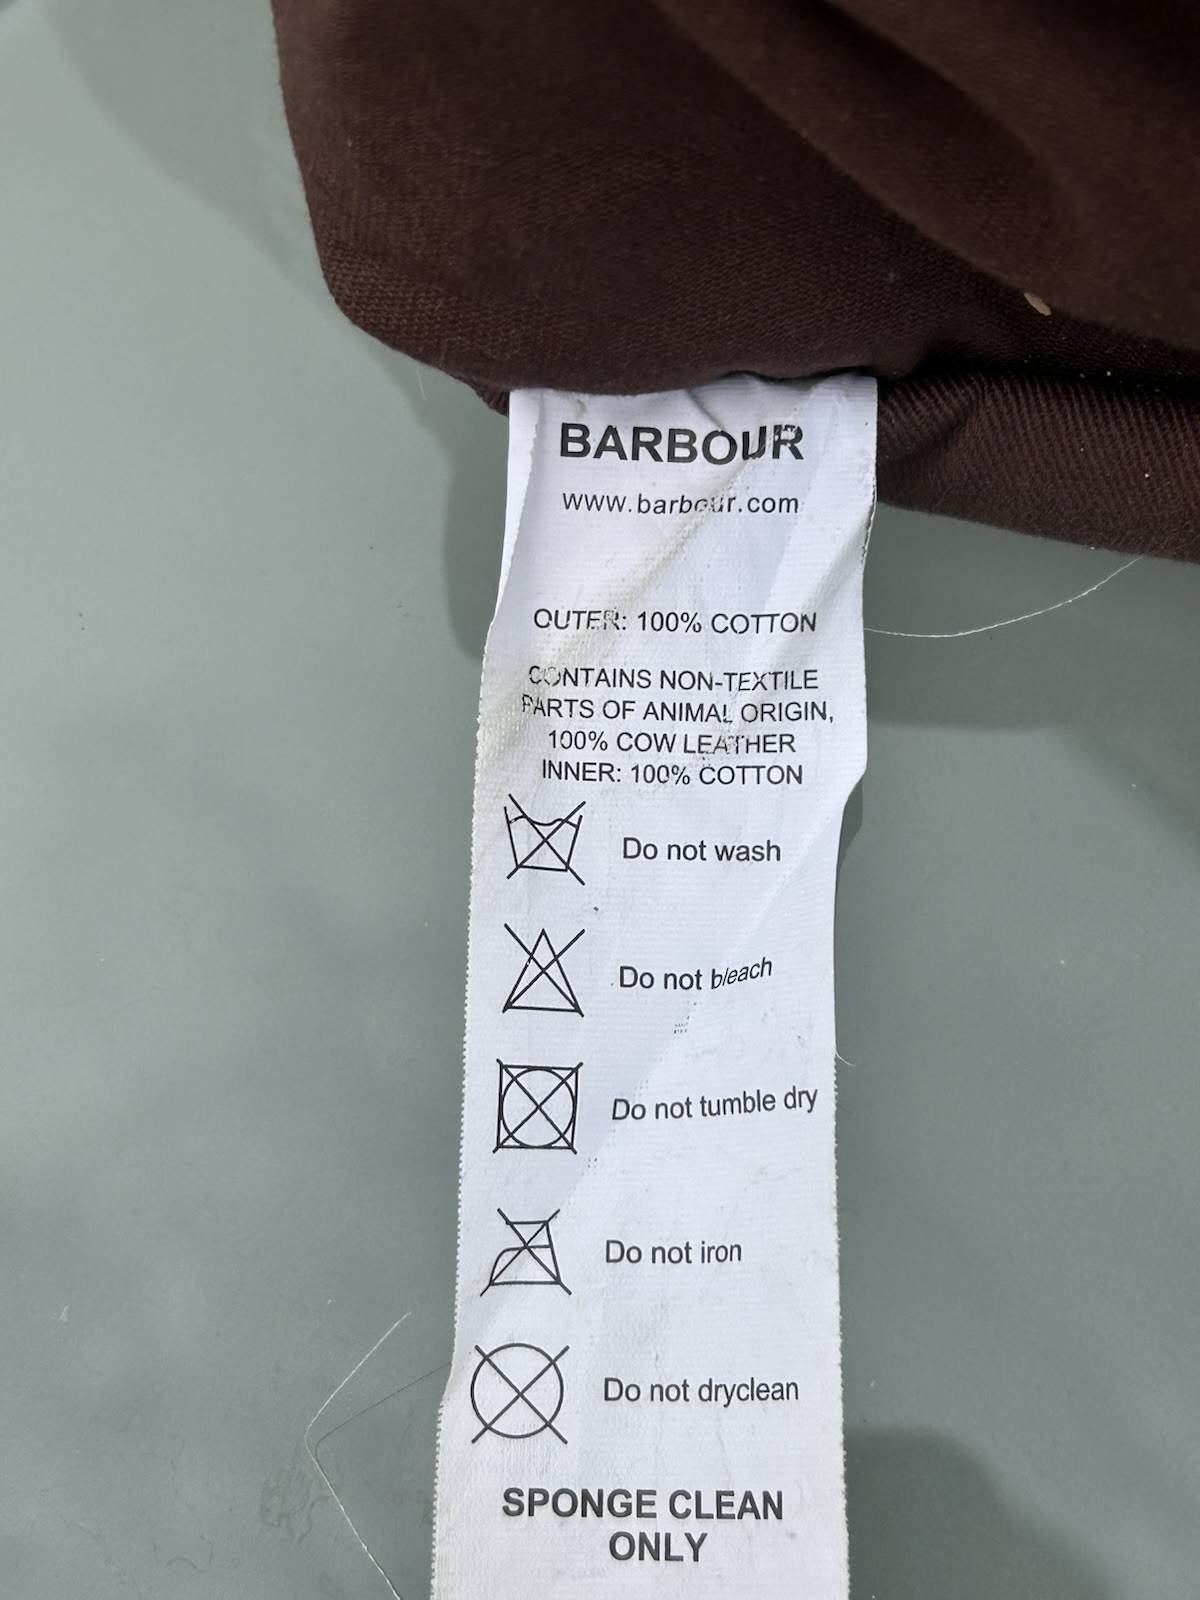 BARBOUR
www.barbour.com
OUTER: 100% COTTON
CONTAINS NON-TEXTILE
PARTS OF ANIMAL ORIGIN,
100% COW LEATHER
INNER: 100% COTTON
Do not wash
Do not bleach
Do not tumble dry
Do not iron
Do not dryclean
SPONGE CLEAN
ONLY